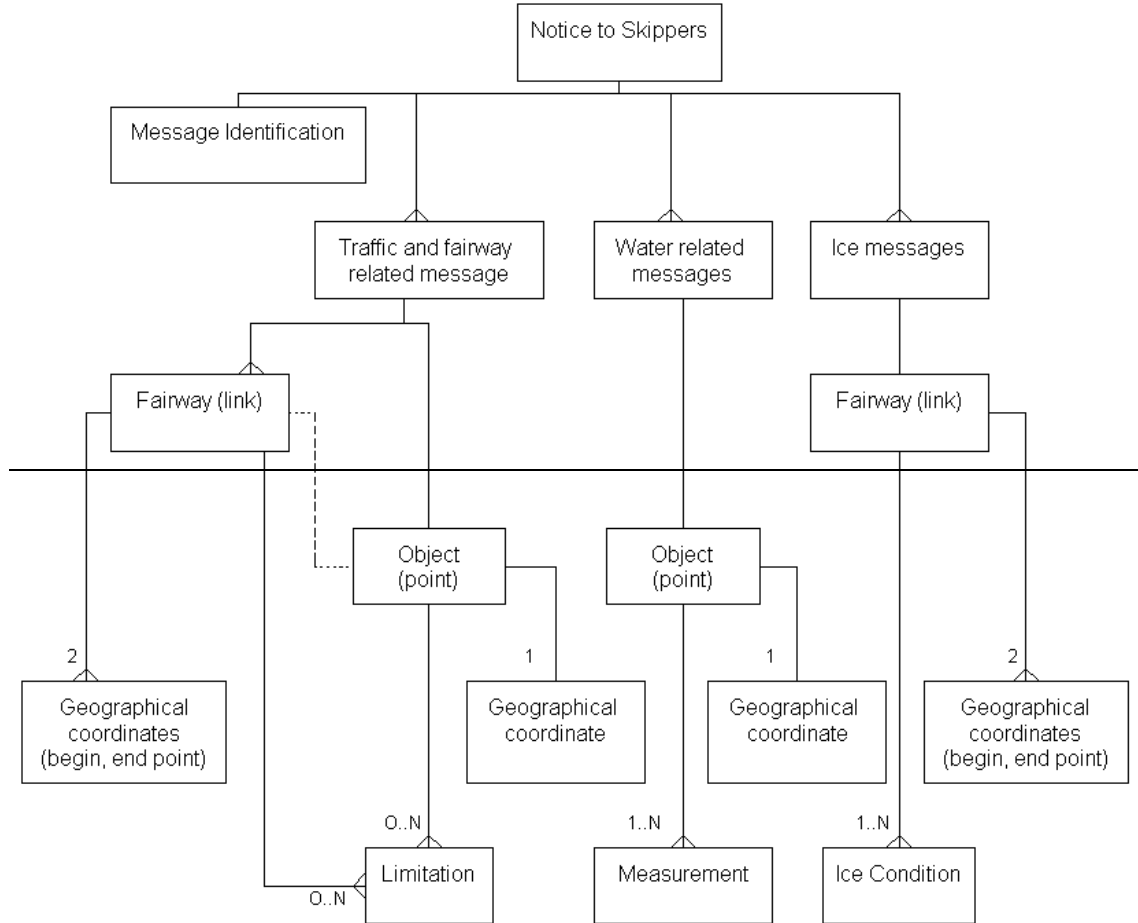 Notice to Skippers
Message Identification
Traffic and fairway
related message
Water related
messages
Ice messages
Fairway (link)
Fairway (link)
Object
(point)
Object
(point)
2
1
1
2
Geographical
coordinates
(begin, end point)
Geographical
coordinate
Geographical
coordinate
Geographical
coordinates
(begin, end point)
0..N
1..N
1..N
Limitation
Measurement
Ice Condition
0..N